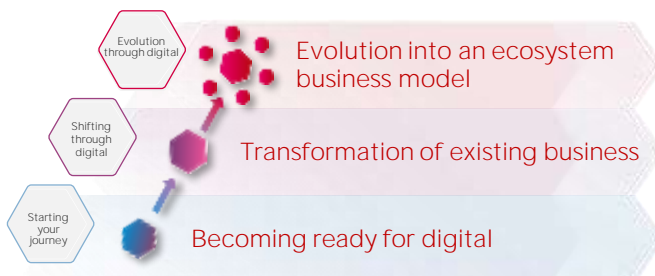 Evolution
through digital
Evolution into an ecosystem
business model
Shifting
through
digital
Transformation of existing business
Starting
your
journey
Becoming ready for digital